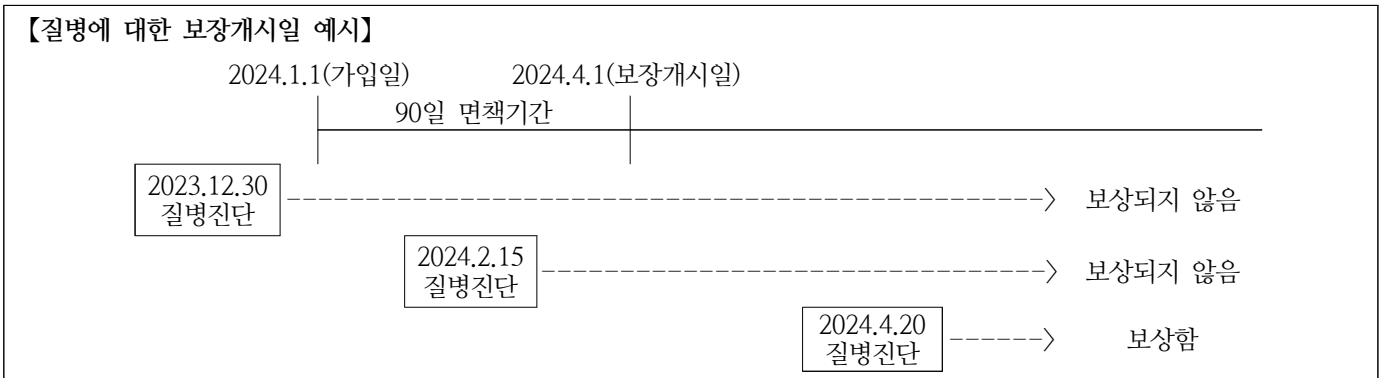 【질병에 대한 보장개시일 예시】
2024.1.1(가입일) 2024.4.1(보장개시일)
90일 면책기간
2023.12.30
질병진단
보상되지 않음
2024.2.15
질병진단
보상되지 않음
2024.4.20
질병진단
보상함